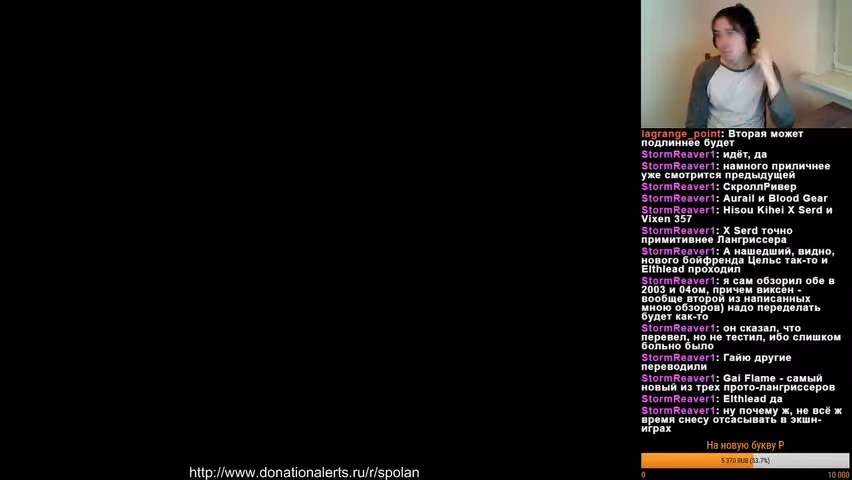 lagrange_point: Вторая может
подлиннее будет
StormReaver1: идёт, да
StormReaver1: намного приличнее
уже смотрится предыдущей
StormReaver1: СкроллРивер
StormReaver1: Aurail и Blood Gear
StormReaver1: Hisou Kihei X Serd и
Vixen 357
StormReaver1: X Serd точно
примитивнее Лангриссера
StormReaver1: А нашедший, видно,
нового бойфренда Цельс так-то и
Elthlead проходил
StormReaver1: я сам обзорил обе в
2003 и 04ом, причем виксен -
вообще второй из написанных
мною обзоров) надо переделать
будет как-то
StormReaver1: он сказал, что
перевел, но не тестил, ибо слишком
больно было
StormReaver1: Гайю другие
переводили
StormReaver1: Gai Flame - самый
новый из трех прото-лангриссеров
StormReaver1: Elthlead да
StormReaver1: ну почему ж, не всё ж
время снесу отсасывать в экшн-
играх
На новую букву Р
5 370 RUB (53.7%)
0 10 000
http://www.donationalerts.ru/r/spolan